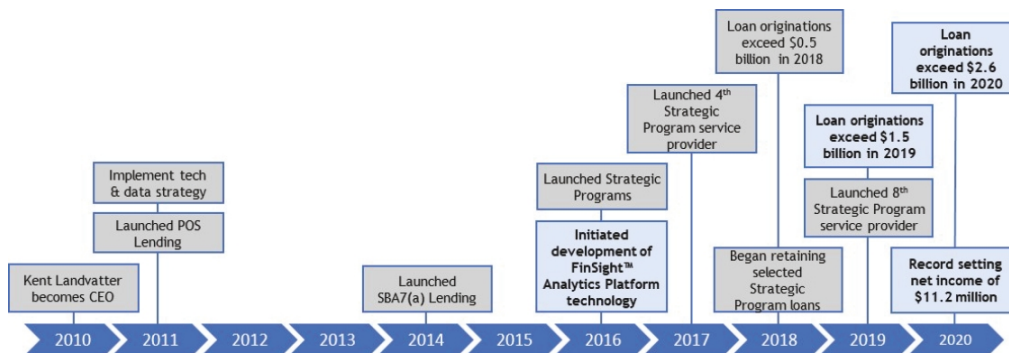 Kent Landvatter
becomes CEO
Implement tech
& data strategy
Launched POS
Lending
Launched
SBA7(a) Lending
Launched Strategic
Programs
Initiated
development of
FinSight™
Analytics Platform
technology
Launched 4th
Strategic
Program service
provider
Loan originations
exceed $0.5
billion in 2018
Began retaining
selected
Strategic
Program loans
Loan originations
exceed $1.5
billion in 2019
Launched 8th
Strategic Program
service provider
Loan
originations
exceed $2.6
billion in 2020
Record setting
net income of
$11.2 million
2010
2011
2012
2013
2014
2015
2016
2017
2018
2019
2020